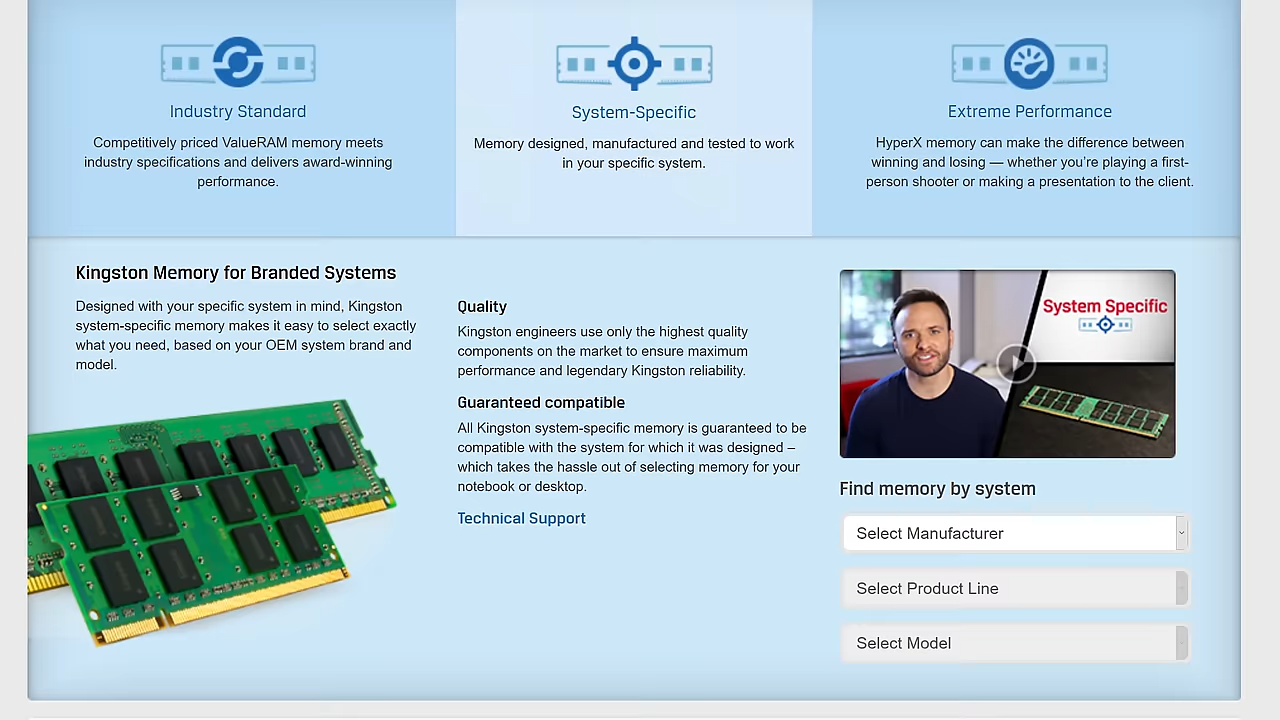 Industry Standard
Competitively priced ValueRAM memory meets
industry specifications and delivers award-winning
performance.
System-Specific
Memory designed, manufactured and tested to work
in your specific system.
Extreme Performance
HyperX memory can make the difference between
winning and losing — whether you're playing a first-
person shooter or making a presentation to the client.
Kingston Memory for Branded Systems
Designed with your specific system in mind, Kingston
system-specific memory makes it easy to select exactly
what you need, based on your OEM system brand and
model.
Quality
Kingston engineers use only the highest quality
components on the market to ensure maximum
performance and legendary Kingston reliability.
Guaranteed compatible
All Kingston system-specific memory is guaranteed to be
compatible with the system for which it was designed –
which takes the hassle out of selecting memory for your
notebook or desktop.
Technical Support
System Specific
Find memory by system
Select Manufacturer
Select Product Line
Select Model